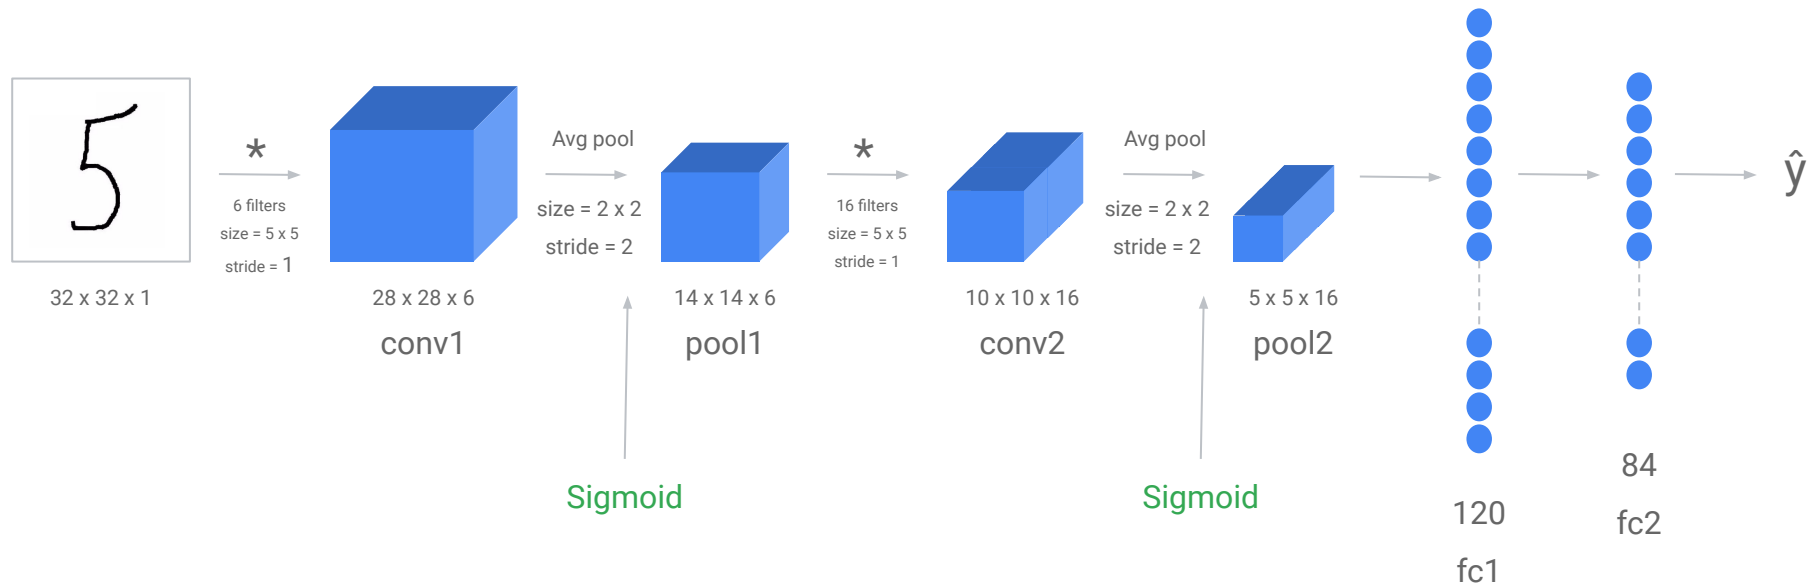 5
32 x 32 x 1
*
6 filters
size = 5 x 5
stride = 1
28 x 28 x 6
conv1
Avg pool
size = 2 x 2
stride = 2
Sigmoid
14 x 14 x 6
pool1
*
16 filters
size = 5 x 5
stride = 1
10 x 10 x 16
conv2
Avg pool
size = 2 x 2
stride = 2
Sigmoid
5 x 5 x 16
pool2
120
fc1
84
fc2
ŷ